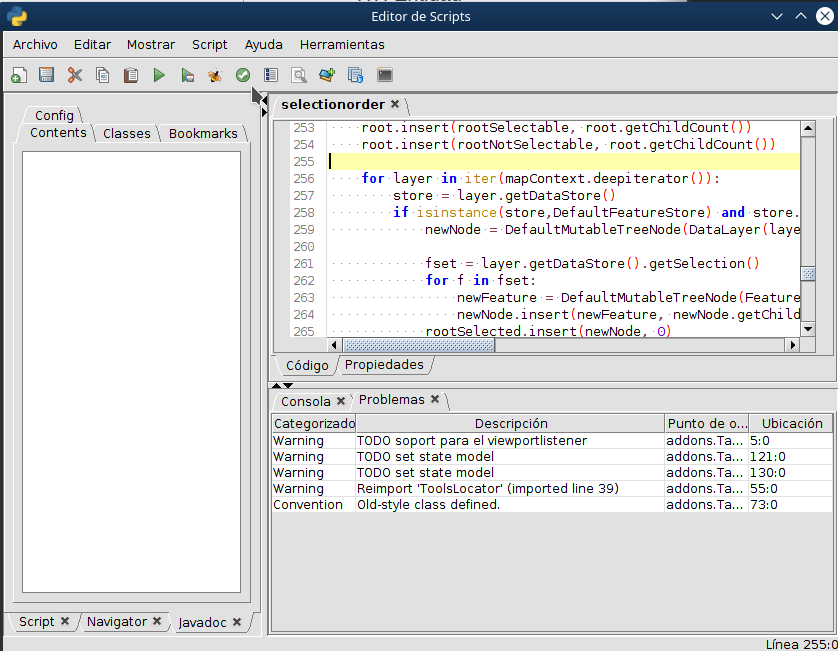 Editor de Scripts
Archivo Editar Mostrar Script Ayuda Herramientas
Config
Contents Classes Bookmarks
selectionorder
253 root.insert(rootSelectable, root.getChildCount())
254 root.insert(rootNotSelectable, root.getChildCount())
255
256 for layer in iter(mapContext.deepiterator()):
257 store = layer.getDataStore()
258 if isinstance(store,DefaultFeatureStore) and store.
259 newNode = DefaultMutableTreeNode(DataLayer(laye
260
261 fset = layer.getDataStore().getSelection()
262 for f in fset:
263 newFeature = DefaultMutableTreeNode(Feature
264 newNode.insert(newFeature, newNode.getChild
265 rootSelected.insert(newNode, 0)
Código Propiedades
Consola Problemas
Categorizado Descripción Punto de o... Ubicación
Warning TODO soport para el viewportlistener addons.Ta... 5:0
Warning TODO set state model addons.Ta... 121:0
Warning TODO set state model addons.Ta... 130:0
Warning Reimport 'ToolsLocator' (imported line 39) addons.Ta... 55:0
Convention Old-style class defined. addons.Ta... 73:0
Script Navigator Javadoc
Línea 255:0